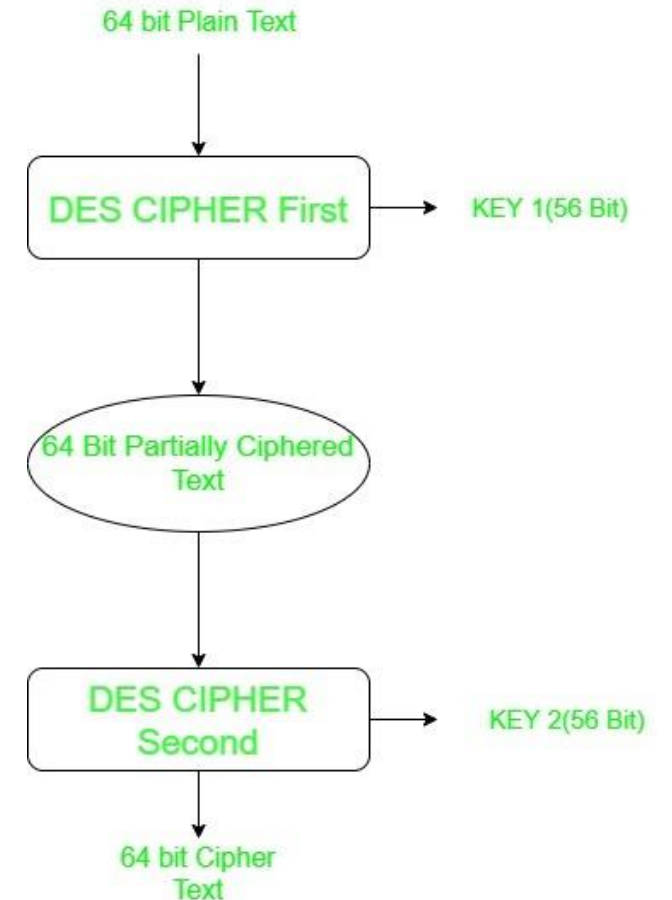 64 bit Plain Text
DES CIPHER First
KEY 1(56 Bit)
64 Bit Partially Ciphered
Text
DES CIPHER
Second
KEY 2(56 Bit)
64 bit Cipher
Text